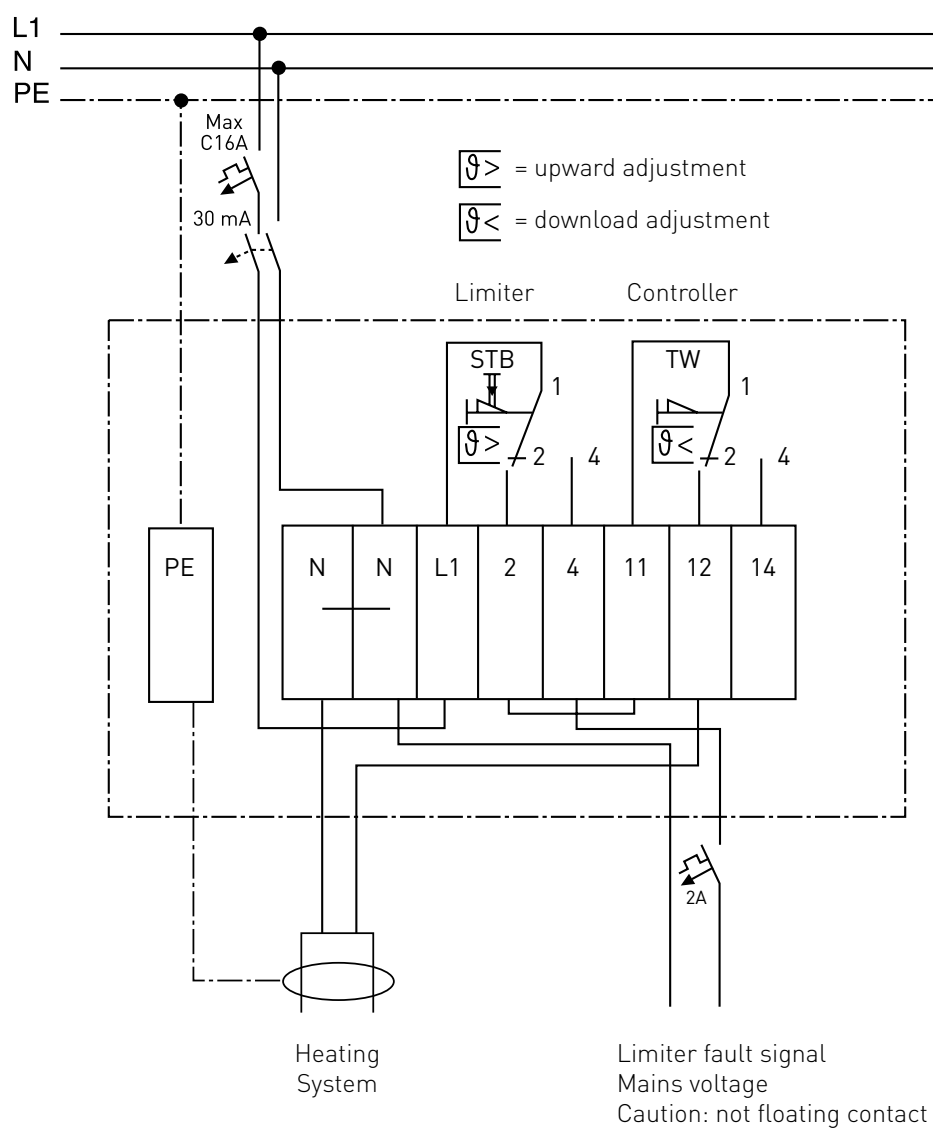 L1
N
PE
Max
C16A
ϑ> = upward adjustment
30 mA
ϑ< = download adjustment
Limiter
Controller
STB
TW
1
1
ϑ>
2
4
ϑ<
2
4
PE
N
N
L1
2
4
11
12
14
2A
Heating
System
Limiter fault signal
Mains voltage
Caution: not floating contact